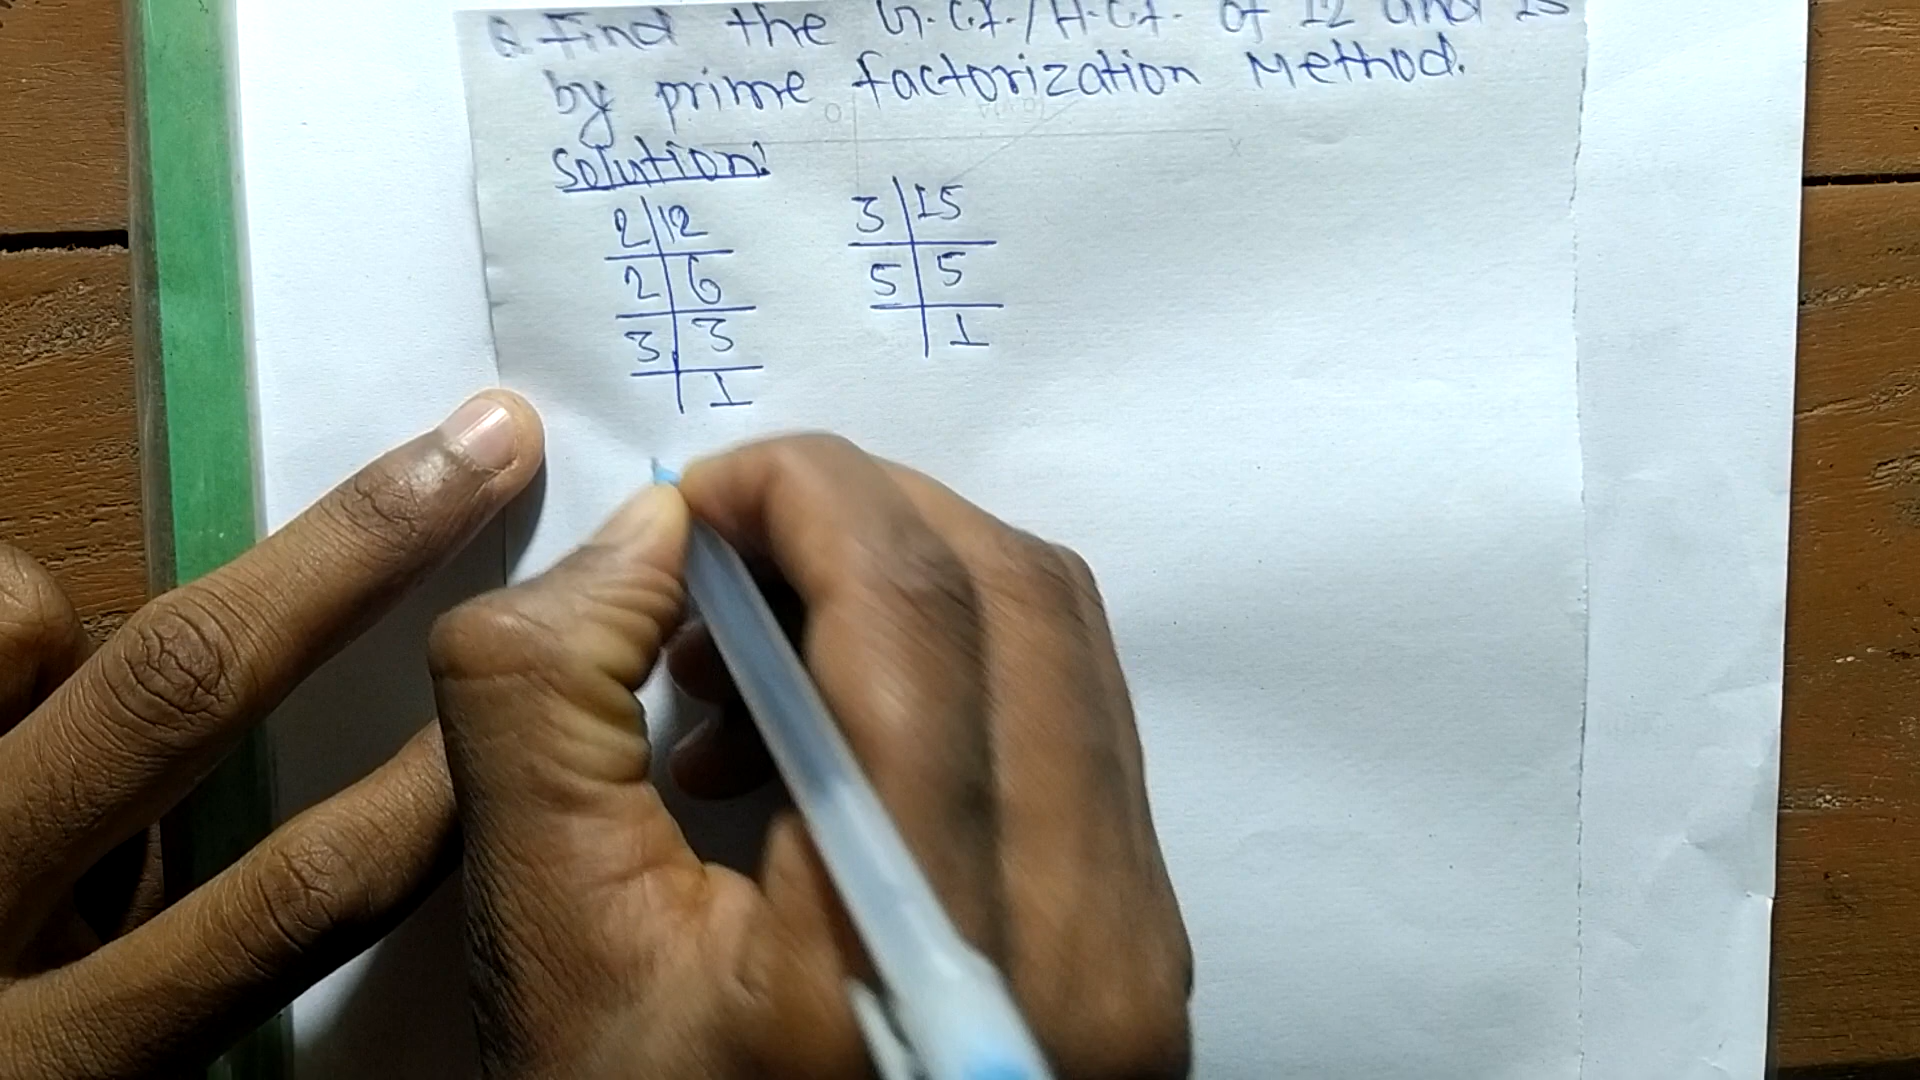 Q. Find the G.C.F./H.C.F. of 12 and 15
by prime factorization Method.
Solution:
2 12
2 6
3 3
1
3 15
5 5
1